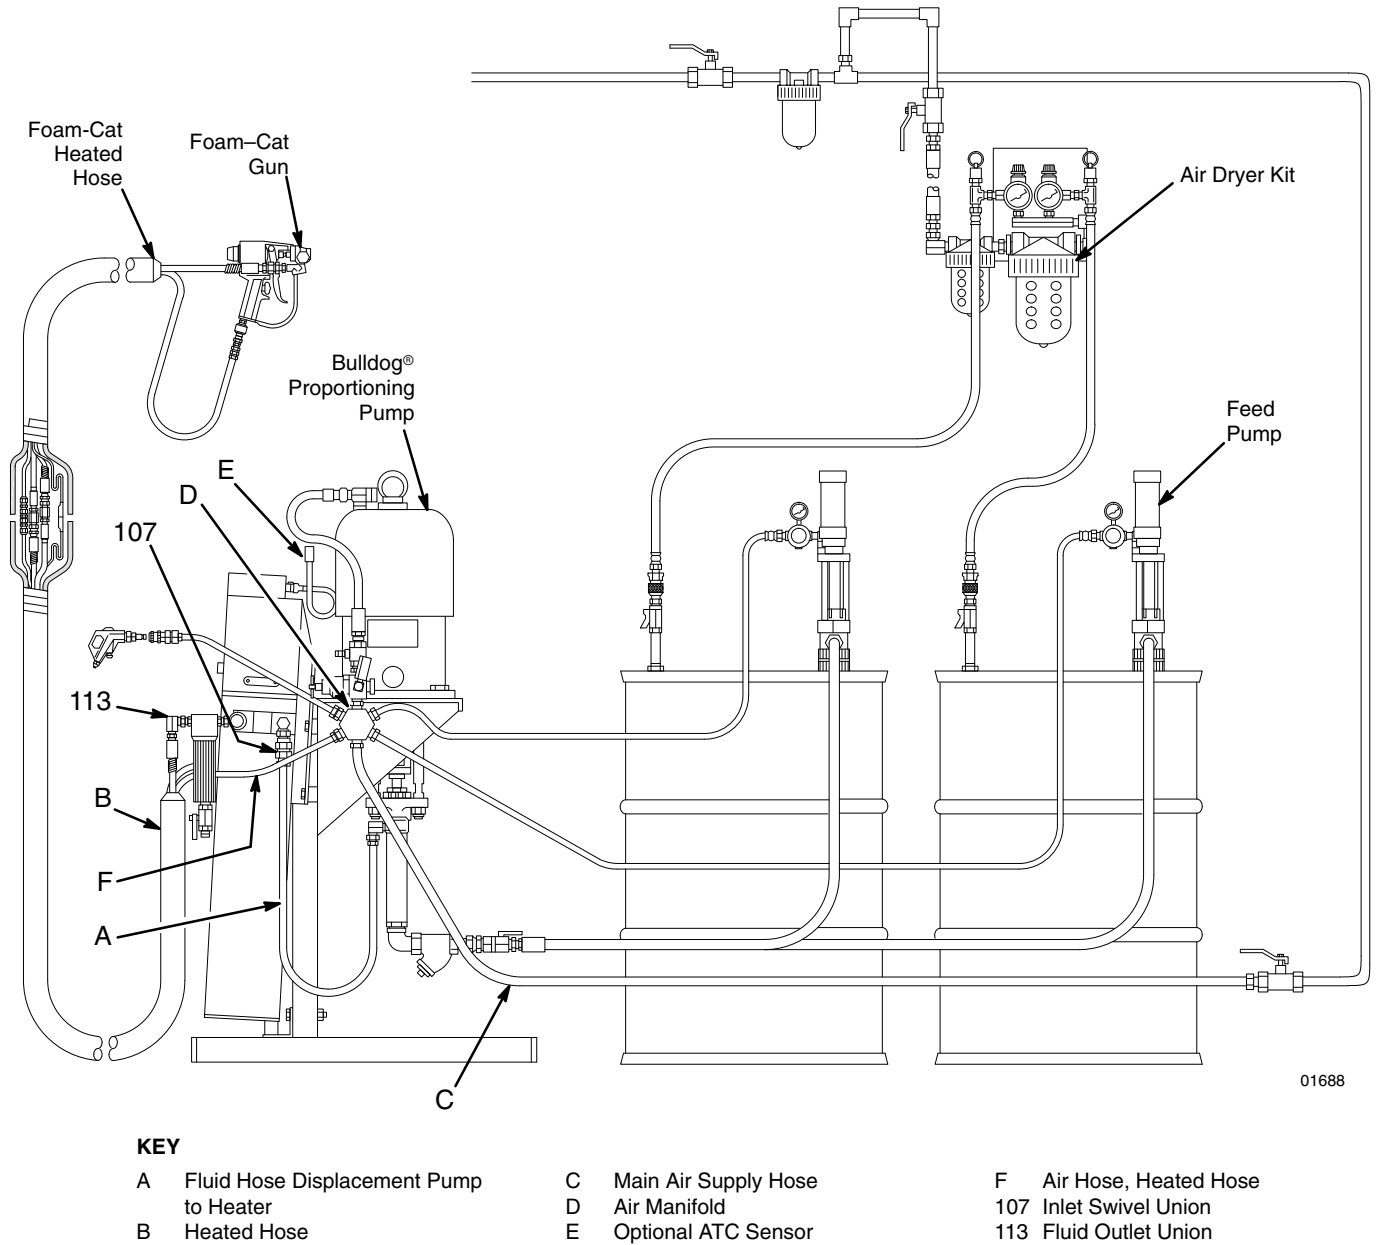 Foam-Cat
Heated
Hose
Foam–Cat
Gun
Air Dryer Kit
Bulldog®
Proportioning
Pump
Feed
Pump
E
D
107
113
B
F
A
C
01688
KEY
A Fluid Hose Displacement Pump
to Heater
B Heated Hose
C Main Air Supply Hose
D Air Manifold
E Optional ATC Sensor
F Air Hose, Heated Hose
107 Inlet Swivel Union
113 Fluid Outlet Union